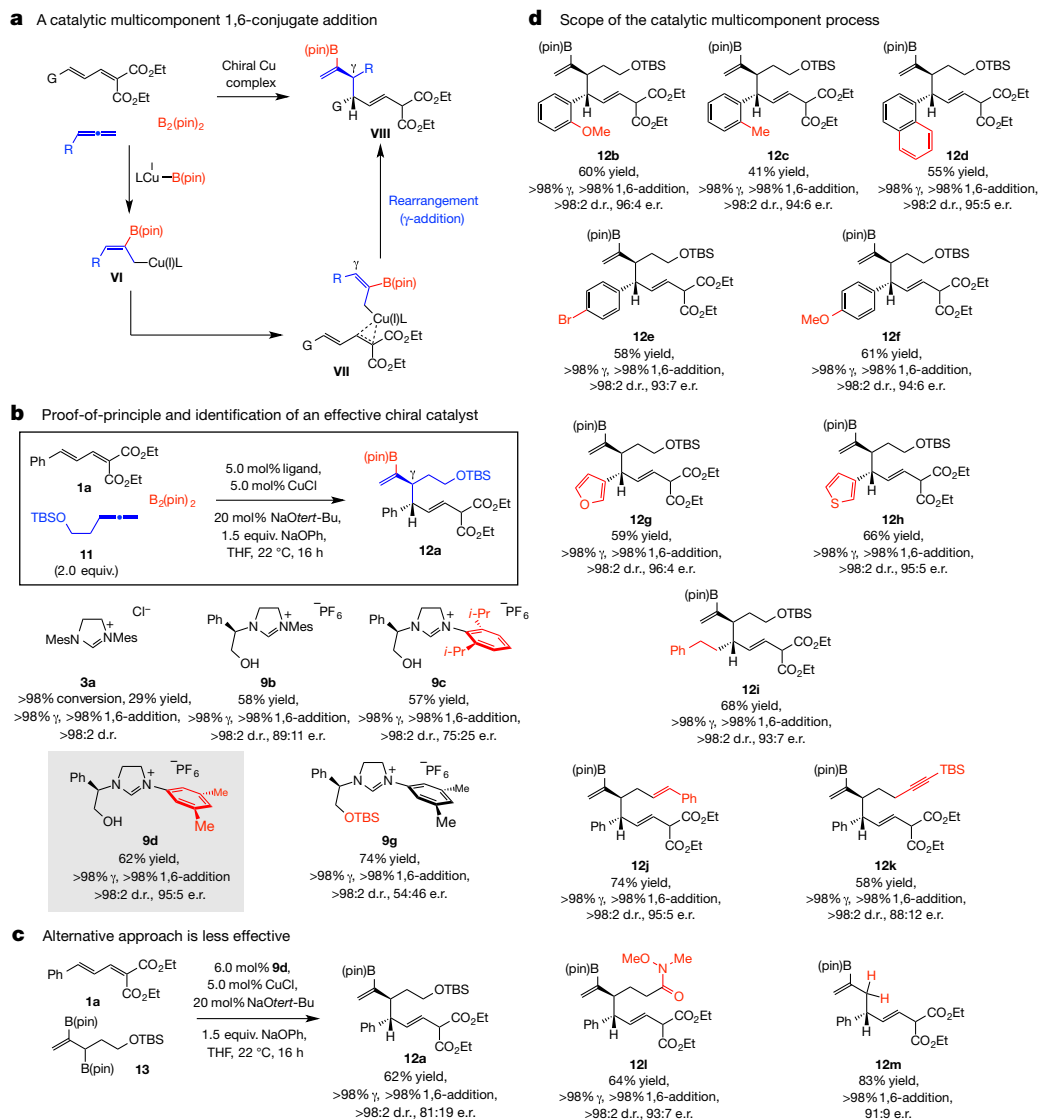 a A catalytic multicomponent 1,6-conjugate addition
G
CO2Et
CO2Et
Chiral Cu
complex
(pin)B
γ
R
G
H
CO2Et
CO2Et
VIII
B2(pin)2
R
I
LCu—B(pin)
B(pin)
R
Cu(I)L
VI
Rearrangement
(γ-addition)
γ
R
B(pin)
Cu(I)L
G
CO2Et
CO2Et
VII
b Proof-of-principle and identification of an effective chiral catalyst
Ph
CO2Et
CO2Et
1a
B2(pin)2
TBSO
11
(2.0 equiv.)
5.0 mol% ligand,
5.0 mol% CuCl
20 mol% NaOtert-Bu,
1.5 equiv. NaOPh,
THF, 22 °C, 16 h
(pin)B
γ
OTBS
Ph
H
CO2Et
CO2Et
12a
Cl−
MesN
+
NMes
3a
>98% conversion, 29% yield,
>98% γ, >98% 1,6-addition,
>98:2 d.r.
−PF6
Ph
N
+
NMes
OH
9b
58% yield,
>98% γ, >98% 1,6-addition,
>98:2 d.r., 89:11 e.r.
−PF6
Ph
N
+
N
i-Pr
i-Pr
OH
9c
57% yield,
>98% γ, >98% 1,6-addition,
>98:2 d.r., 75:25 e.r.
−PF6
Ph
N
+
N
Me
Me
OH
9d
62% yield,
>98% γ, >98% 1,6-addition
>98:2 d.r., 95:5 e.r.
−PF6
Ph
N
+
N
Me
Me
OTBS
9g
74% yield,
>98% γ, >98% 1,6-addition,
>98:2 d.r., 54:46 e.r.
c Alternative approach is less effective
Ph
CO2Et
CO2Et
1a
B(pin)
OTBS
B(pin)
13
6.0 mol% 9d,
5.0 mol% CuCl,
20 mol% NaOtert-Bu
1.5 equiv. NaOPh,
THF, 22 °C, 16 h
(pin)B
OTBS
Ph
H
CO2Et
CO2Et
12a
62% yield,
>98% γ, >98% 1,6-addition,
>98:2 d.r., 81:19 e.r.
d Scope of the catalytic multicomponent process
(pin)B
OTBS
H
CO2Et
CO2Et
OMe
12b
60% yield,
>98% γ, >98% 1,6-addition,
>98:2 d.r., 96:4 e.r.
(pin)B
OTBS
H
CO2Et
CO2Et
Me
12c
41% yield,
>98% γ, >98% 1,6-addition,
>98:2 d.r., 94:6 e.r.
(pin)B
OTBS
H
CO2Et
CO2Et
12d
55% yield,
>98% γ, >98% 1,6-addition,
>98:2 d.r., 95:5 e.r.
(pin)B
OTBS
H
CO2Et
CO2Et
Br
12e
58% yield,
>98% γ, >98% 1,6-addition,
>98:2 d.r., 93:7 e.r.
(pin)B
OTBS
H
CO2Et
CO2Et
MeO
12f
61% yield,
>98% γ, >98% 1,6-addition,
>98:2 d.r., 94:6 e.r.
(pin)B
OTBS
H
CO2Et
CO2Et
O
12g
59% yield,
>98% γ, >98% 1,6-addition,
>98:2 d.r., 96:4 e.r.
(pin)B
OTBS
H
CO2Et
CO2Et
S
12h
66% yield,
>98% γ, >98% 1,6-addition,
>98:2 d.r., 95:5 e.r.
(pin)B
OTBS
Ph
H
CO2Et
CO2Et
12i
68% yield,
>98% γ, >98% 1,6-addition,
>98:2 d.r., 93:7 e.r.
(pin)B
Ph
Ph
H
CO2Et
CO2Et
12j
74% yield,
>98% γ, >98% 1,6-addition,
>98:2 d.r., 95:5 e.r.
(pin)B
TBS
Ph
H
CO2Et
CO2Et
12k
58% yield,
>98% γ, >98% 1,6-addition,
>98:2 d.r., 88:12 e.r.
(pin)B
MeO
N
Me
O
Ph
H
CO2Et
CO2Et
12l
64% yield,
>98% γ, >98% 1,6-addition,
>98:2 d.r., 93:7 e.r.
(pin)B
H
H
Ph
H
CO2Et
CO2Et
12m
83% yield,
>98% 1,6-addition,
91:9 e.r.